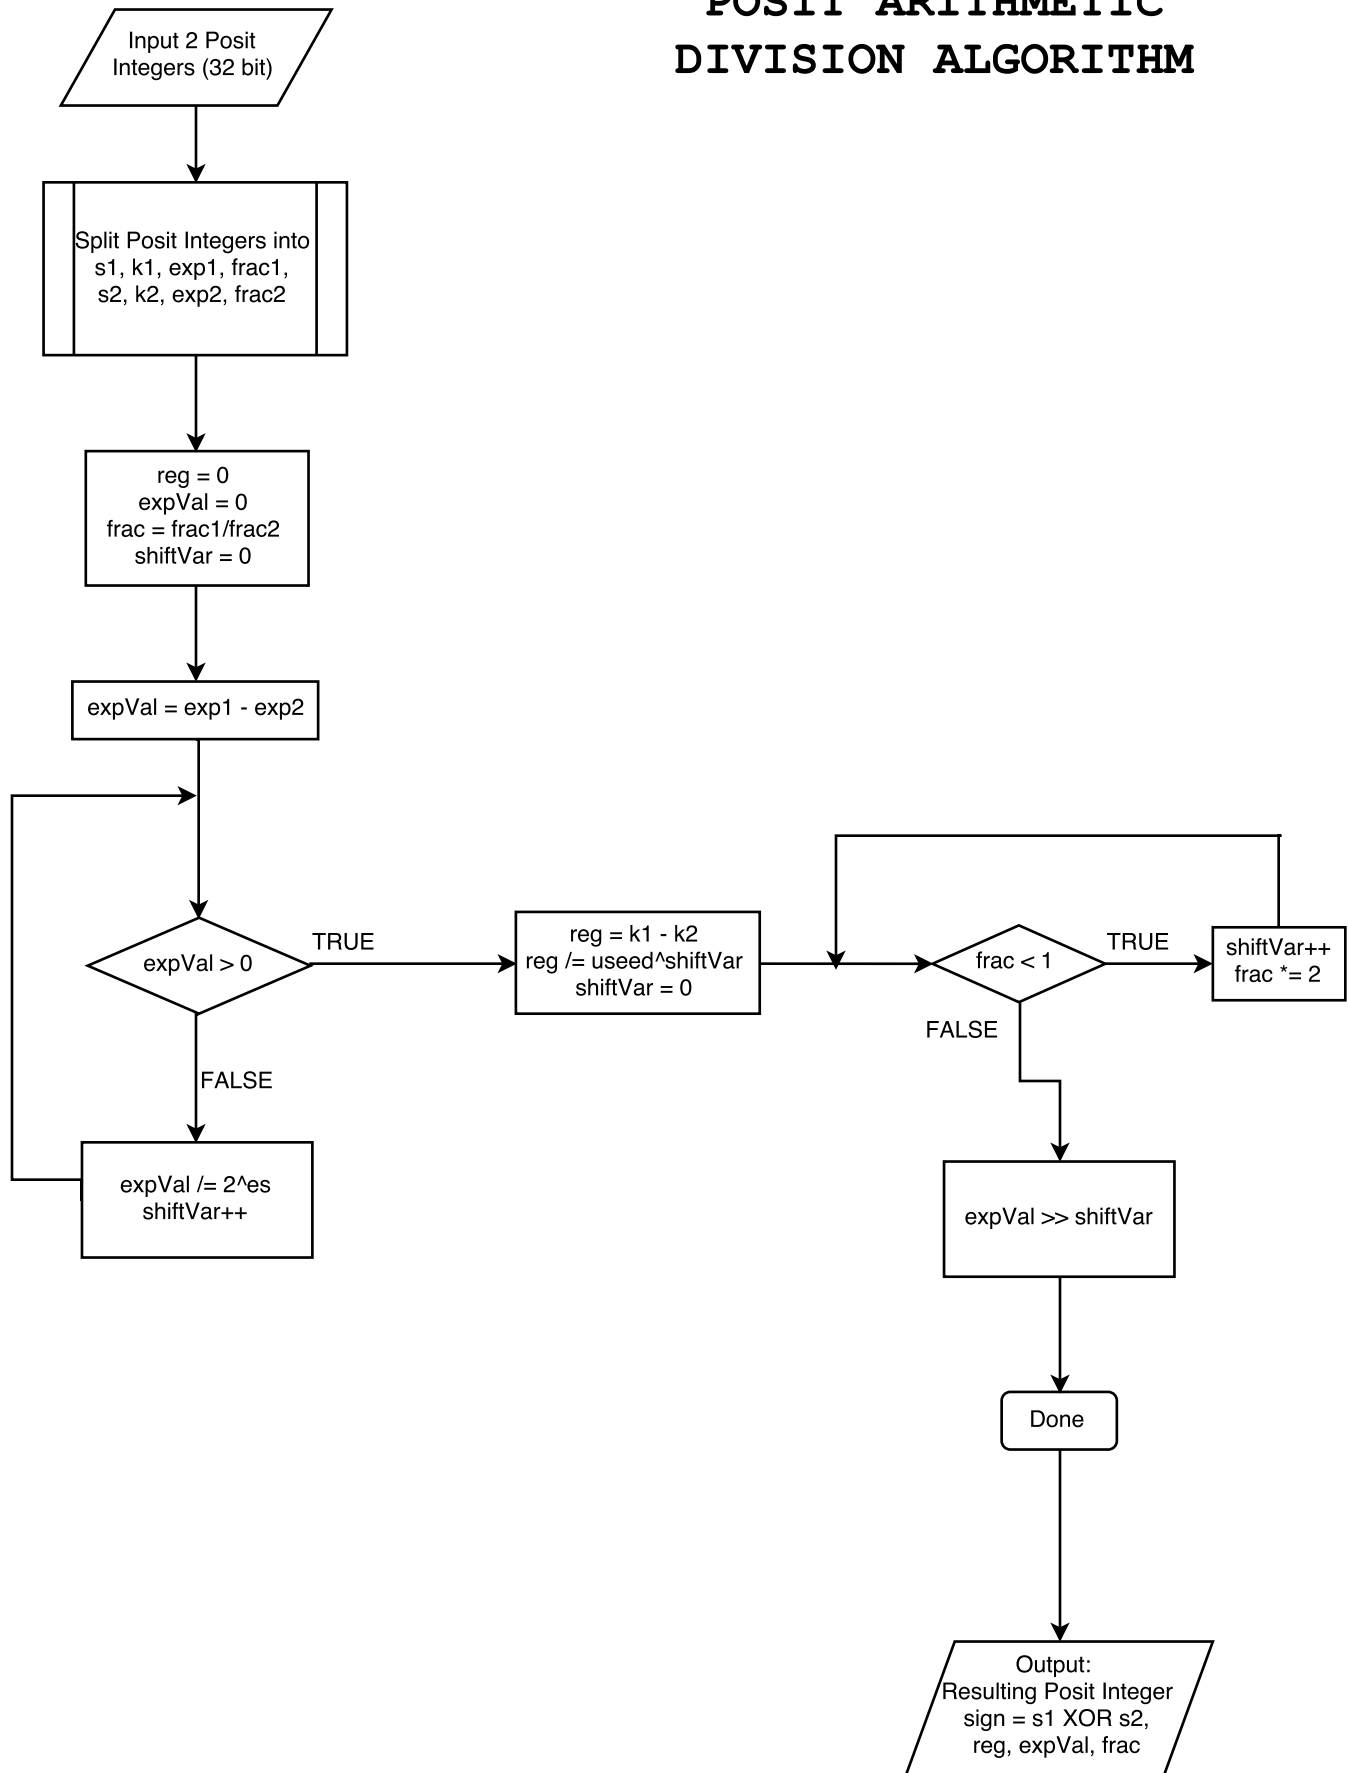 POSIT ARITHMETIC
DIVISION ALGORITHM
Input 2 Posit
Integers (32 bit)
Split Posit Integers into
s1, k1, exp1, frac1,
s2, k2, exp2, frac2
reg = 0
expVal = 0
frac = frac1/frac2
shiftVar = 0
expVal = exp1 - exp2
expVal > 0
TRUE
FALSE
expVal /= 2^es
shiftVar++
reg = k1 - k2
reg /= useed^shiftVar
shiftVar = 0
frac < 1
TRUE
shiftVar++
frac *= 2
FALSE
expVal >> shiftVar
Done
Output:
Resulting Posit Integer
sign = s1 XOR s2,
reg, expVal, frac